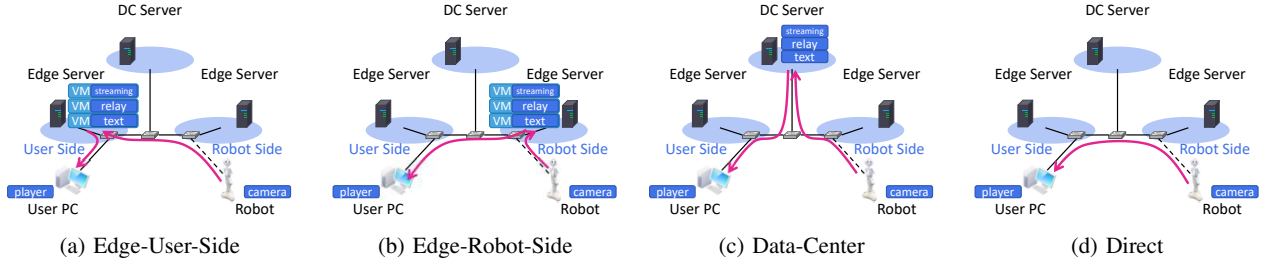 DC Server
Edge Server
Edge Server
VM streaming
VM relay
VM text
User Side
Robot Side
player
camera
User PC
Robot
(a) Edge-User-Side
DC Server
Edge Server
Edge Server
VM streaming
VM relay
VM text
User Side
Robot Side
player
camera
User PC
Robot
(b) Edge-Robot-Side
DC Server
streaming
relay
text
Edge Server
Edge Server
User Side
Robot Side
player
camera
User PC
Robot
(c) Data-Center
DC Server
Edge Server
Edge Server
User Side
Robot Side
player
camera
User PC
Robot
(d) Direct